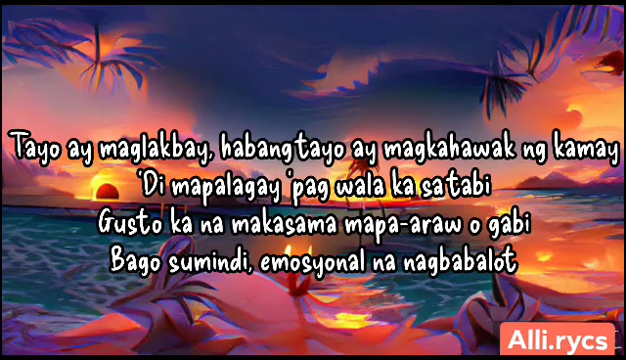 Tayo ay maglakbay, habang tayo ay magkahawak ng kamay
'Di mapalagay 'pag wala ka sa tabi
Gusto ka na makasama mapa-araw o gabi
Bago sumindi, emosyonal na nagbabalot
Alli.rycs